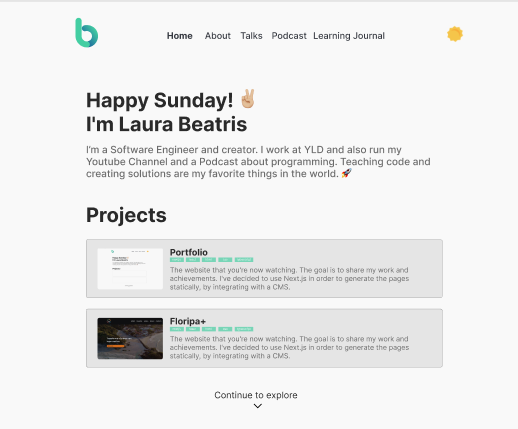 Home About Talks Podcast Learning Journal
Happy Sunday! ✌🏼
I'm Laura Beatris
I'm a Software Engineer and creator. I work at YLD and also run my
Youtube Channel and a Podcast about programming. Teaching code and
creating solutions are my favorite things in the world. 🚀
Projects
Portfolio
The website that you're now watching. The goal is to share my work and
achievements. I've decided to use Next.js in order to generate the pages
statically, by integrating with a CMS.
Floripa+
The website that you're now watching. The goal is to share my work and
achievements. I've decided to use Next.js in order to generate the pages
statically, by integrating with a CMS.
Continue to explore